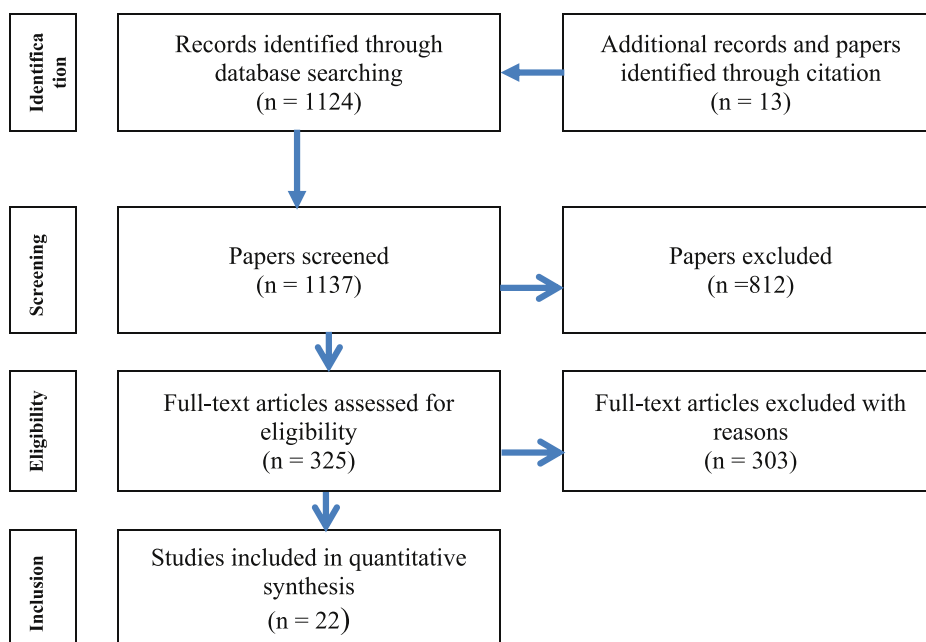 Identifica
tion
Records identified through
database searching
(n = 1124)
Additional records and papers
identified through citation
(n = 13)
Screening
Papers screened
(n = 1137)
Papers excluded
(n =812)
Eligibility
Full-text articles assessed for
eligibility
(n = 325)
Full-text articles excluded with
reasons
(n = 303)
Inclusion
Studies included in quantitative
synthesis
(n = 22)